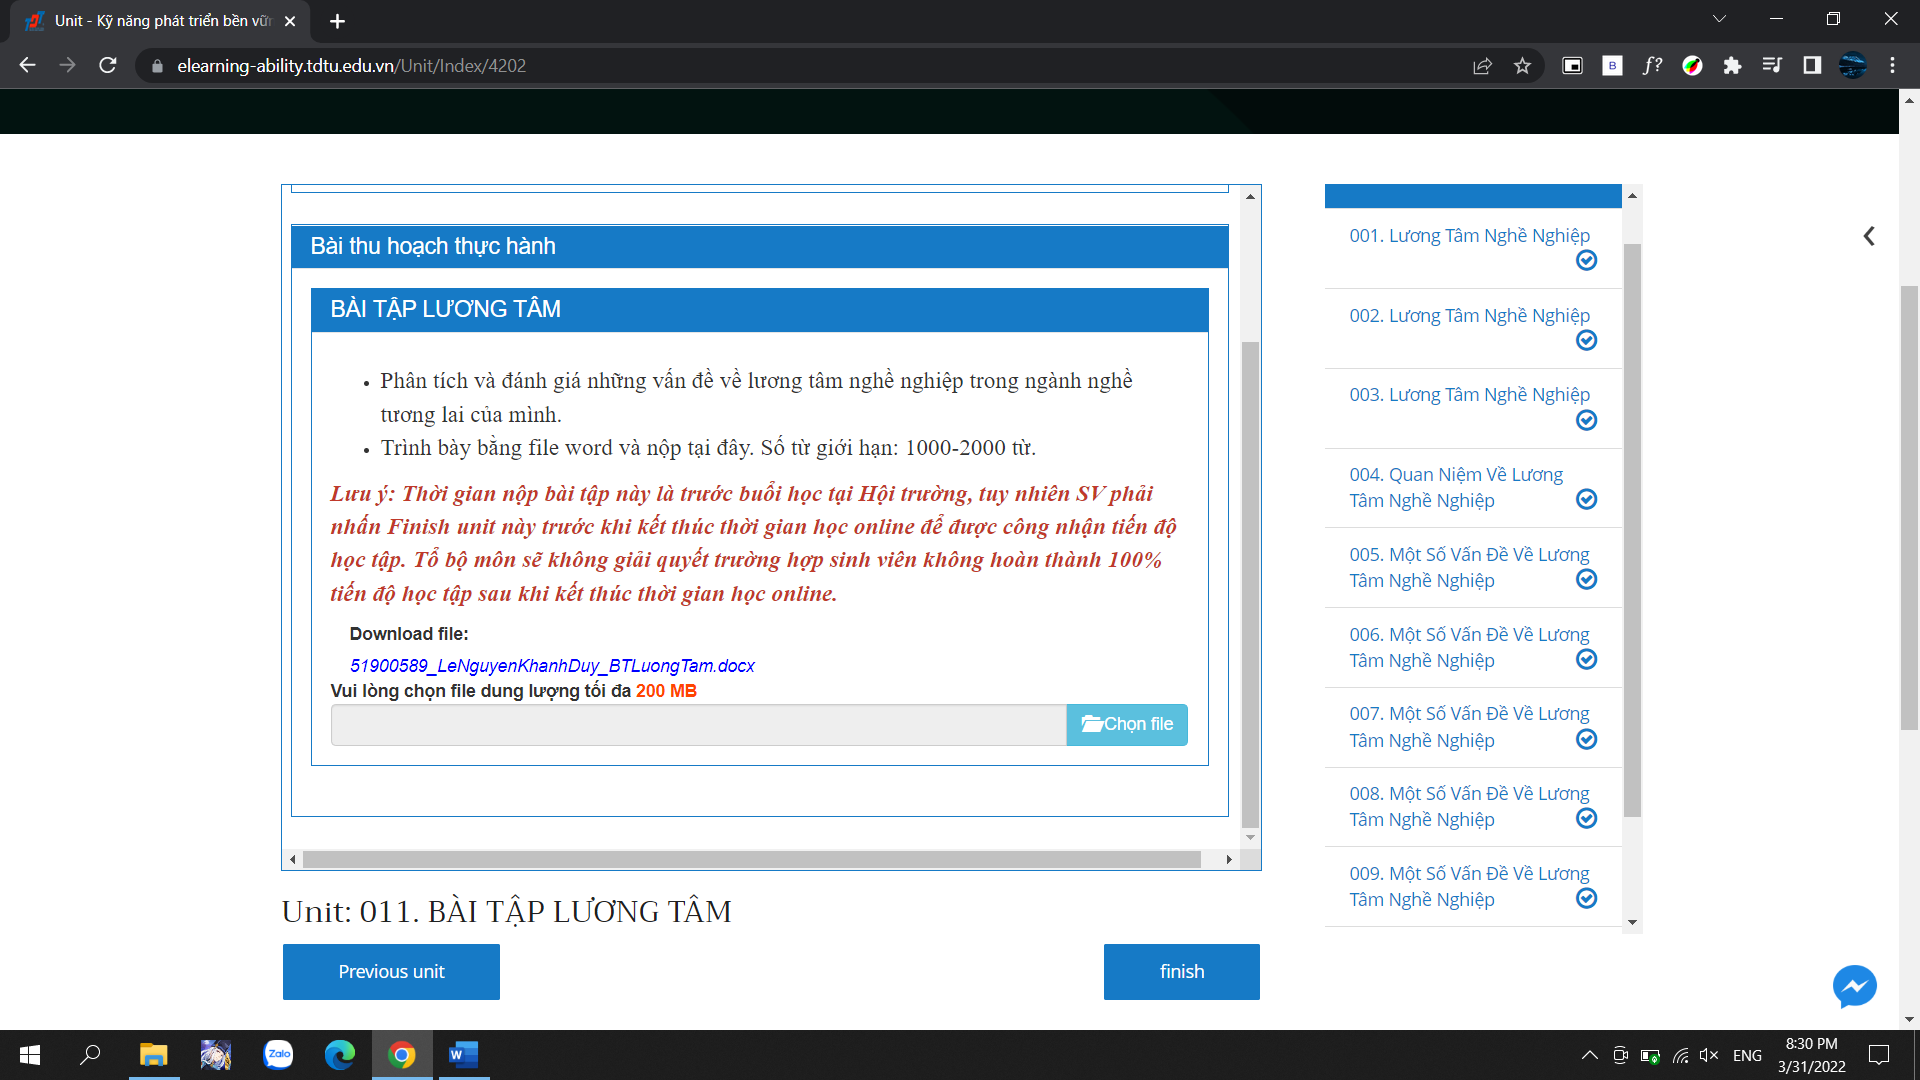 Unit - Kỹ năng phát triển bền vữn
elearning-ability.tdtu.edu.vn/Unit/Index/4202
B
f?
Bài thu hoạch thực hành
BÀI TẬP LƯƠNG TÂM
Phân tích và đánh giá những vấn đề về lương tâm nghề nghiệp trong ngành nghề
tương lai của mình.
Trình bày bằng file word và nộp tại đây. Số từ giới hạn: 1000-2000 từ.
Lưu ý: Thời gian nộp bài tập này là trước buổi học tại Hội trường, tuy nhiên SV phải
nhấn Finish unit này trước khi kết thúc thời gian học online để được công nhận tiến độ
học tập. Tổ bộ môn sẽ không giải quyết trường hợp sinh viên không hoàn thành 100%
tiến độ học tập sau khi kết thúc thời gian học online.
Download file:
51900589_LeNguyenKhanhDuy_BTLuongTam.docx
Vui lòng chọn file dung lượng tối đa 200 MB
Chọn file
Unit: 011. BÀI TẬP LƯƠNG TÂM
Previous unit
finish
001. Lương Tâm Nghề Nghiệp
002. Lương Tâm Nghề Nghiệp
003. Lương Tâm Nghề Nghiệp
004. Quan Niệm Về Lương
Tâm Nghề Nghiệp
005. Một Số Vấn Đề Về Lương
Tâm Nghề Nghiệp
006. Một Số Vấn Đề Về Lương
Tâm Nghề Nghiệp
007. Một Số Vấn Đề Về Lương
Tâm Nghề Nghiệp
008. Một Số Vấn Đề Về Lương
Tâm Nghề Nghiệp
009. Một Số Vấn Đề Về Lương
Tâm Nghề Nghiệp
Zalo
W
ENG
8:30 PM
3/31/2022